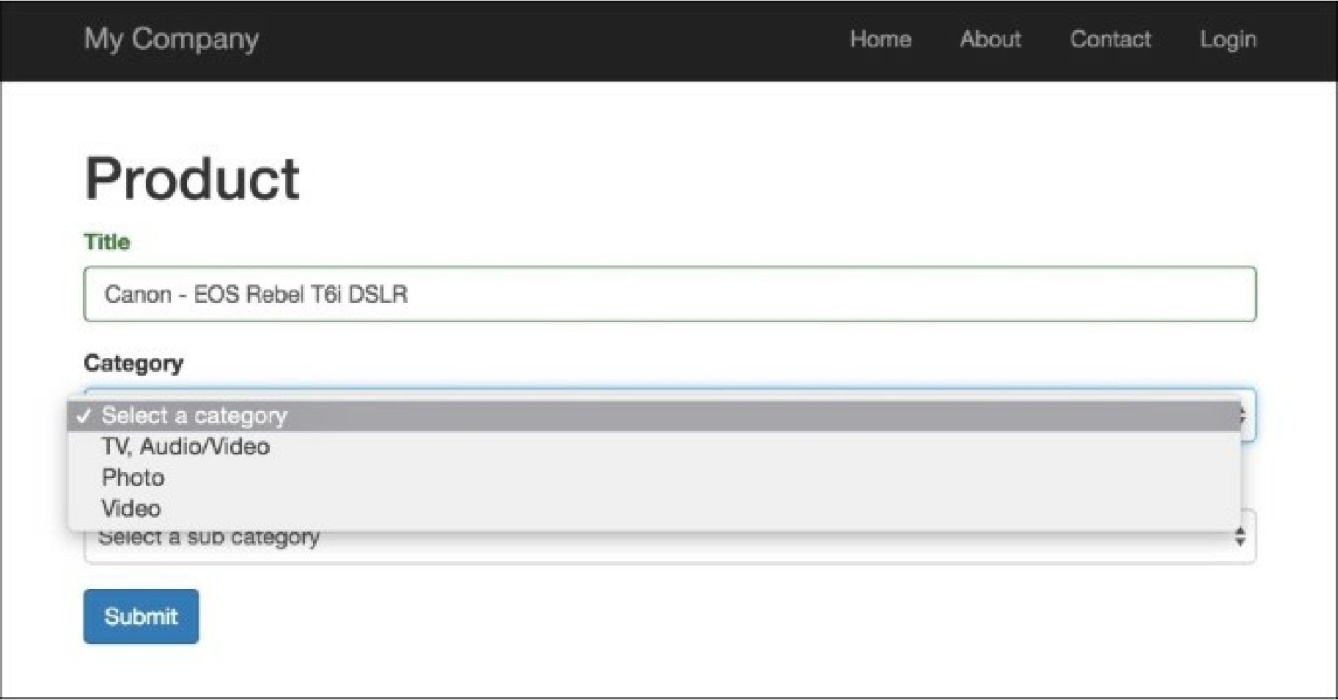 My Company Home About Contact Login
Product
Title
Canon - EOS Rebel T6i DSLR
Category
Select a category
TV, Audio/Video
Photo
Video
Select a sub category
Submit